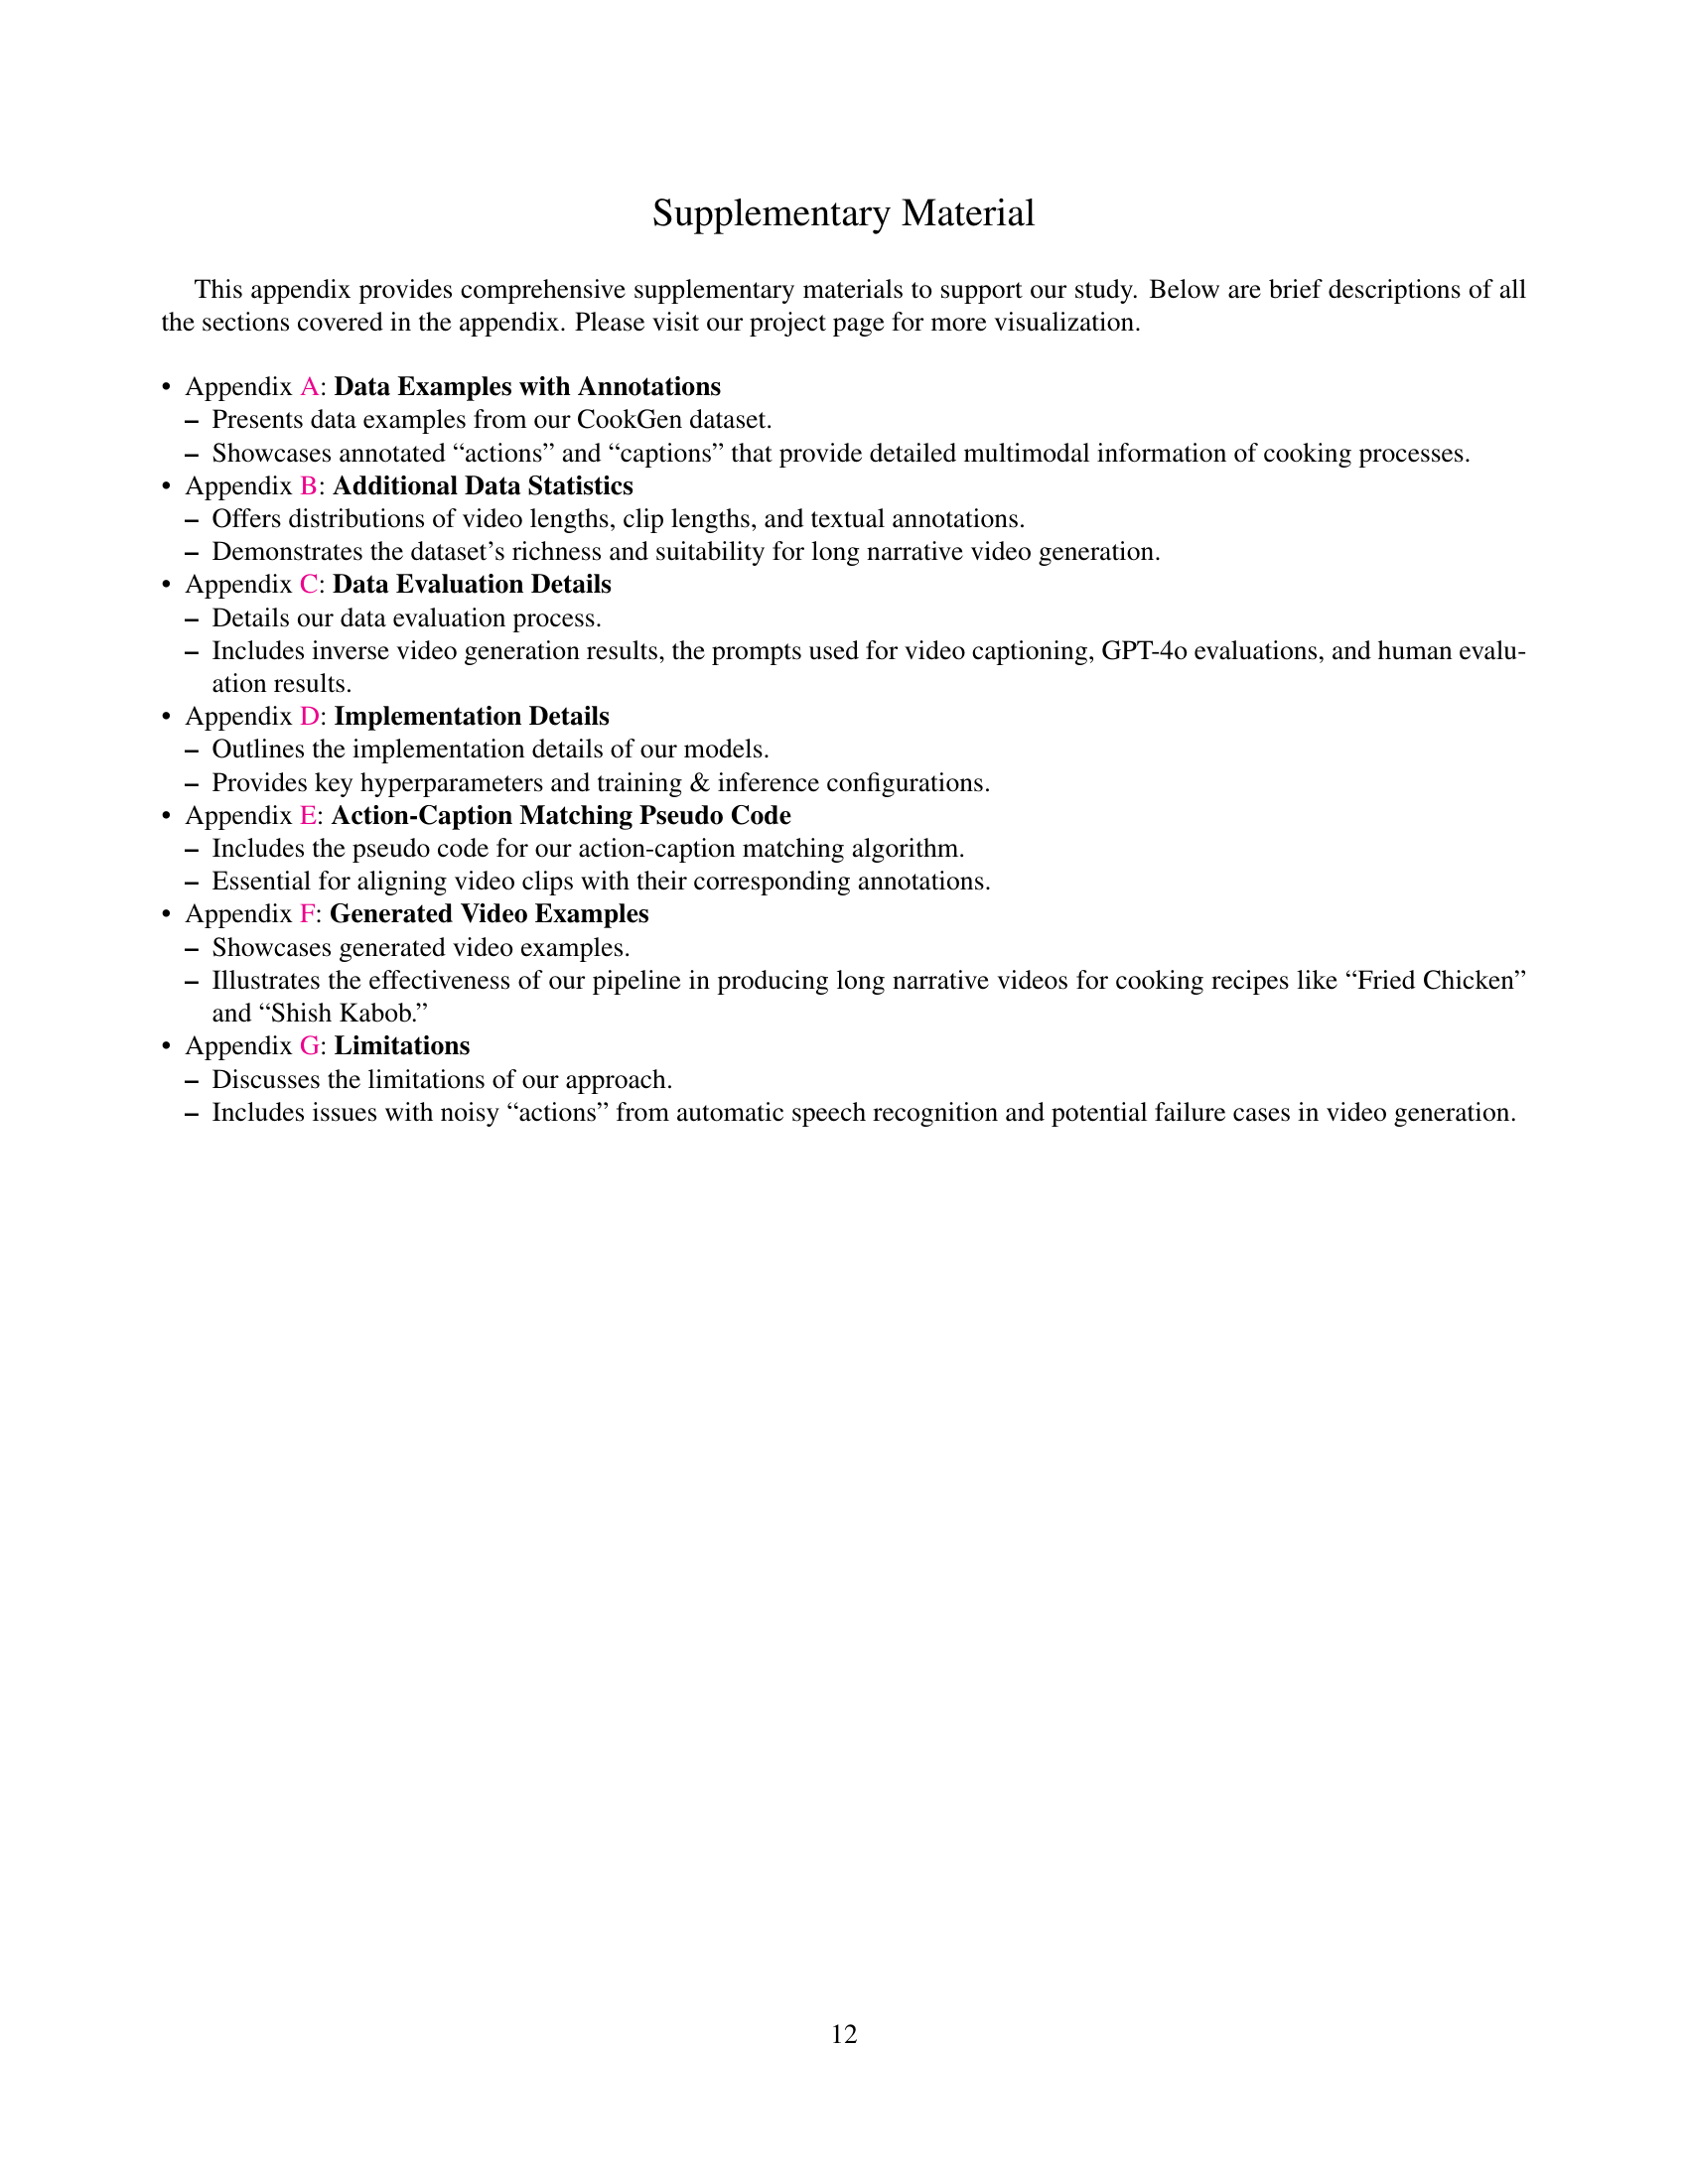 Supplementary Material
This appendix provides comprehensive supplementary materials to support our study. Below are brief descriptions of all
the sections covered in the appendix. Please visit our project page for more visualization.
• Appendix A: Data Examples with Annotations
– Presents data examples from our CookGen dataset.
– Showcases annotated “actions” and “captions” that provide detailed multimodal information of cooking processes.
• Appendix B: Additional Data Statistics
– Offers distributions of video lengths, clip lengths, and textual annotations.
– Demonstrates the dataset’s richness and suitability for long narrative video generation.
• Appendix C: Data Evaluation Details
– Details our data evaluation process.
– Includes inverse video generation results, the prompts used for video captioning, GPT-4o evaluations, and human evalu-
ation results.
• Appendix D: Implementation Details
– Outlines the implementation details of our models.
– Provides key hyperparameters and training & inference configurations.
• Appendix E: Action-Caption Matching Pseudo Code
– Includes the pseudo code for our action-caption matching algorithm.
– Essential for aligning video clips with their corresponding annotations.
• Appendix F: Generated Video Examples
– Showcases generated video examples.
– Illustrates the effectiveness of our pipeline in producing long narrative videos for cooking recipes like “Fried Chicken”
and “Shish Kabob.”
• Appendix G: Limitations
– Discusses the limitations of our approach.
– Includes issues with noisy “actions” from automatic speech recognition and potential failure cases in video generation.
12